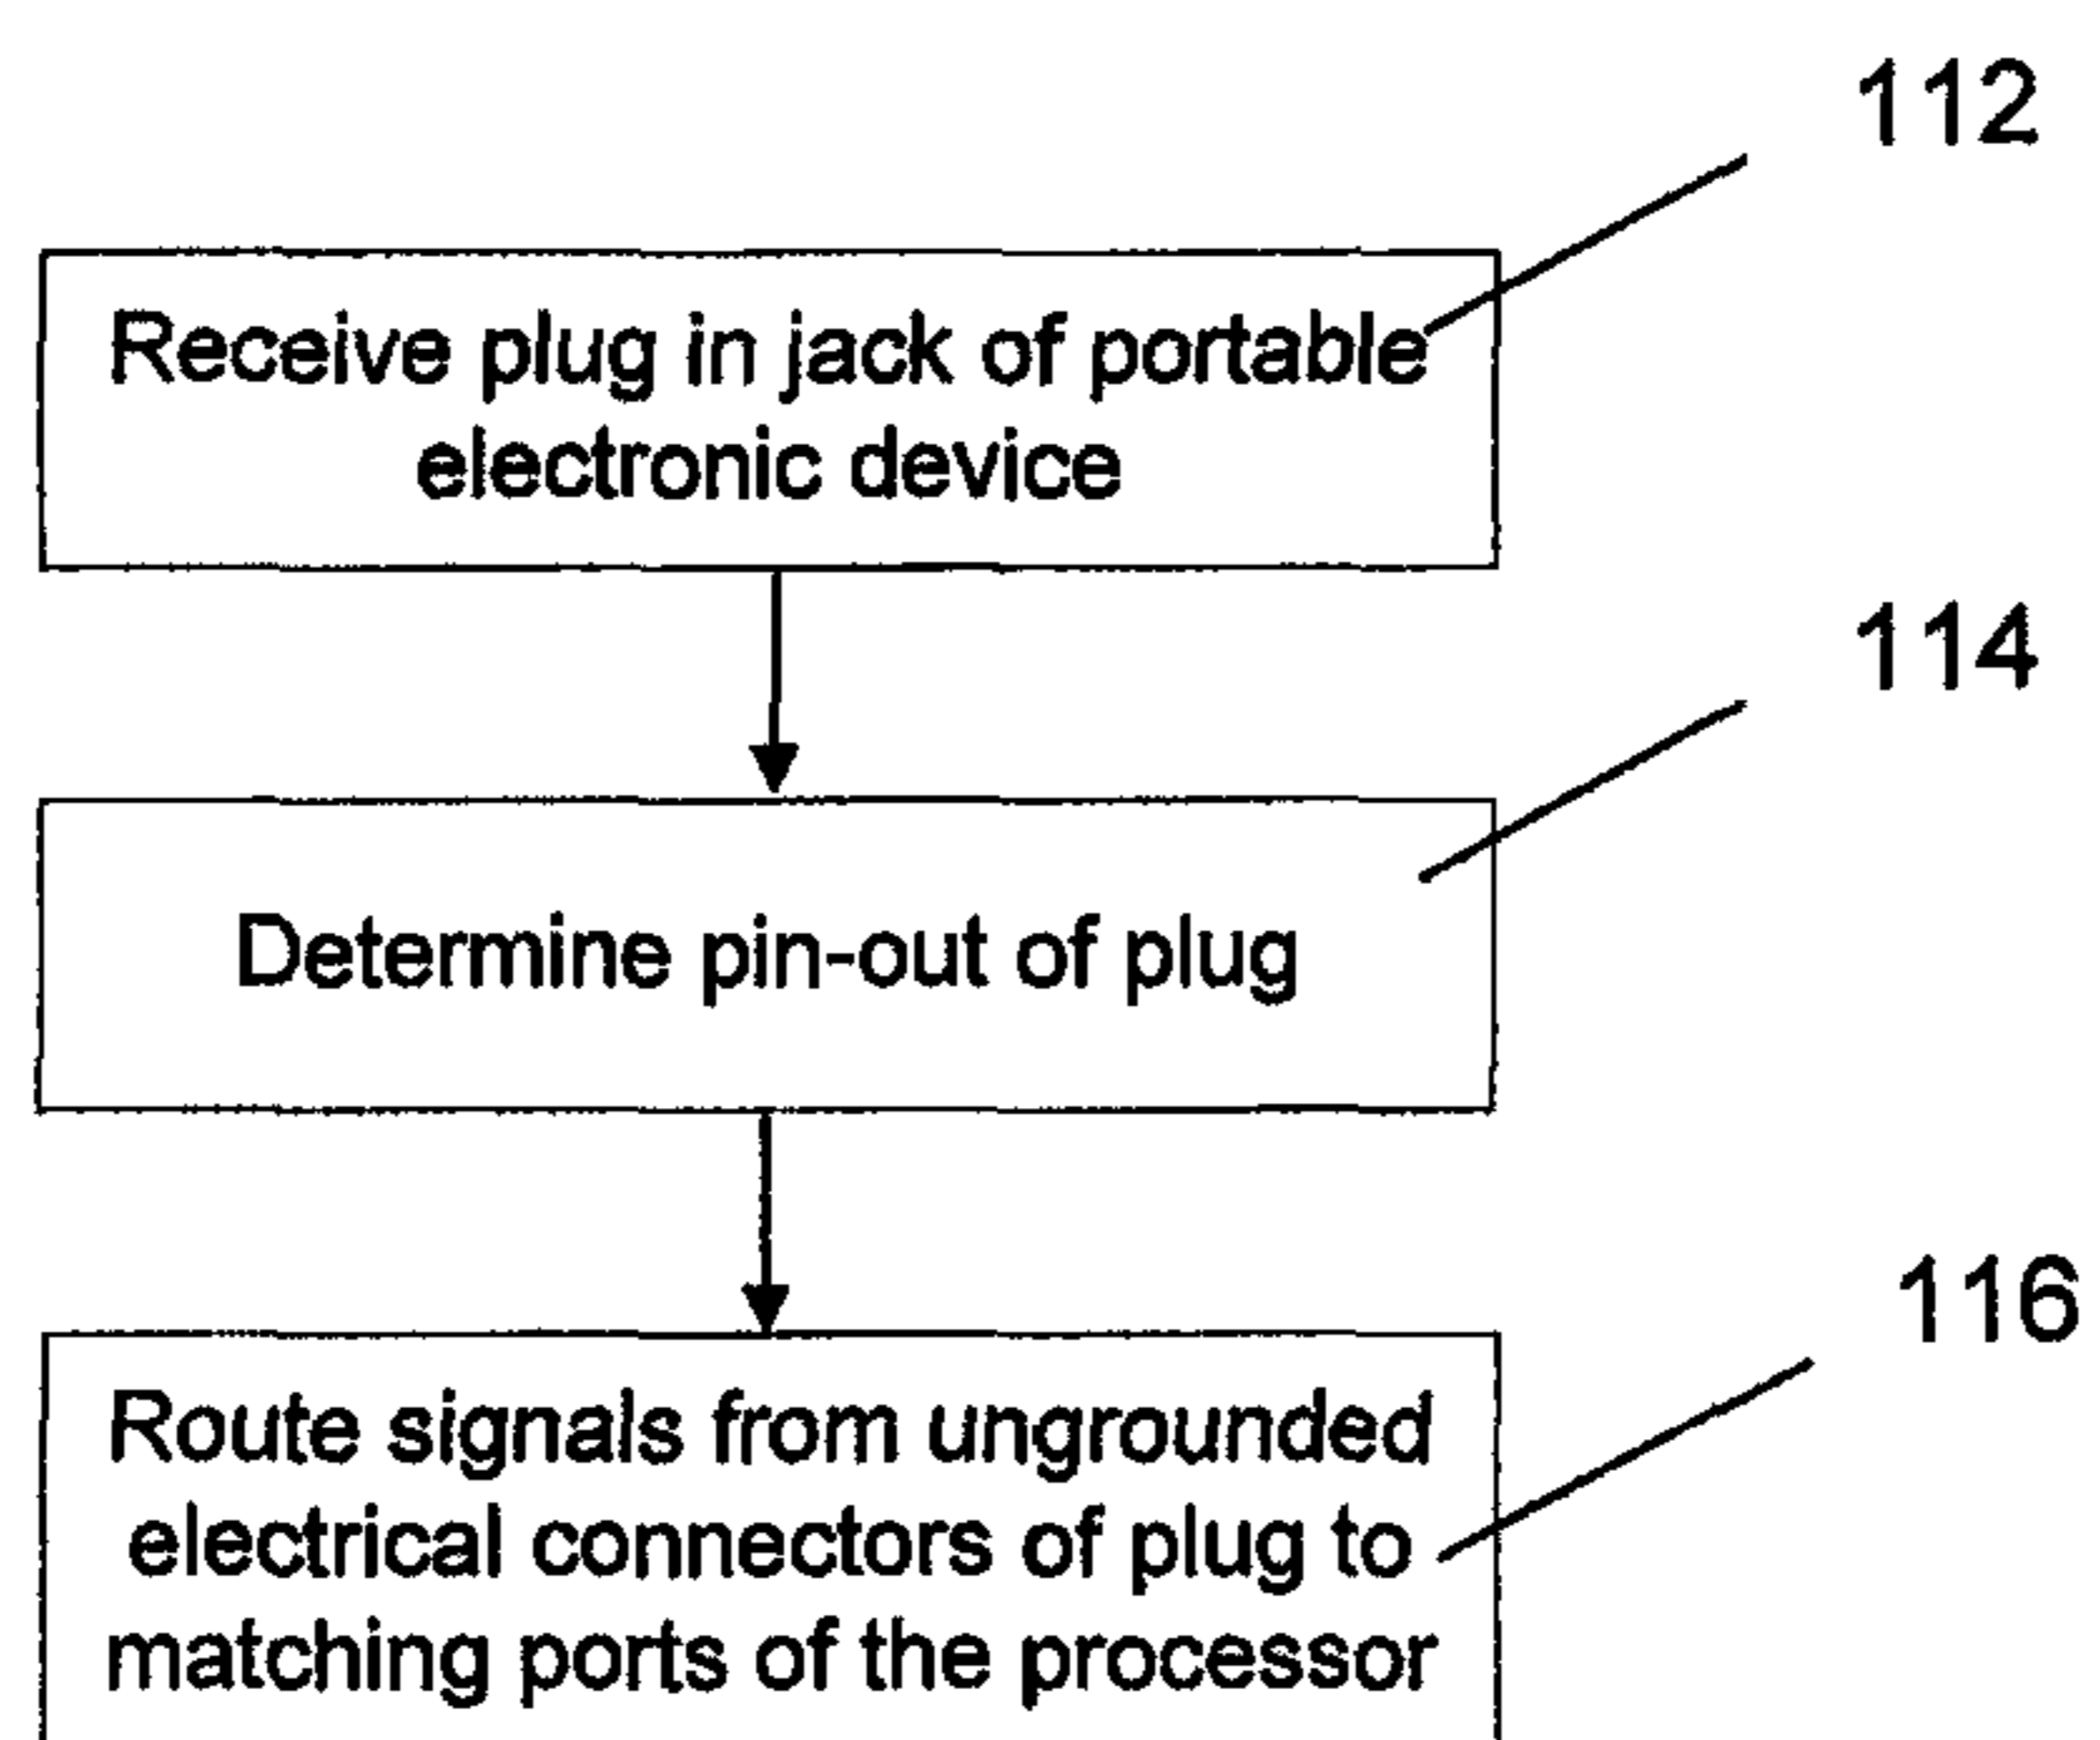 112
Receive plug in jack of portable
electronic device
114
Determine pin-out of plug
116
Route signals from ungrounded
electrical connectors of plug to
matching ports of the processor